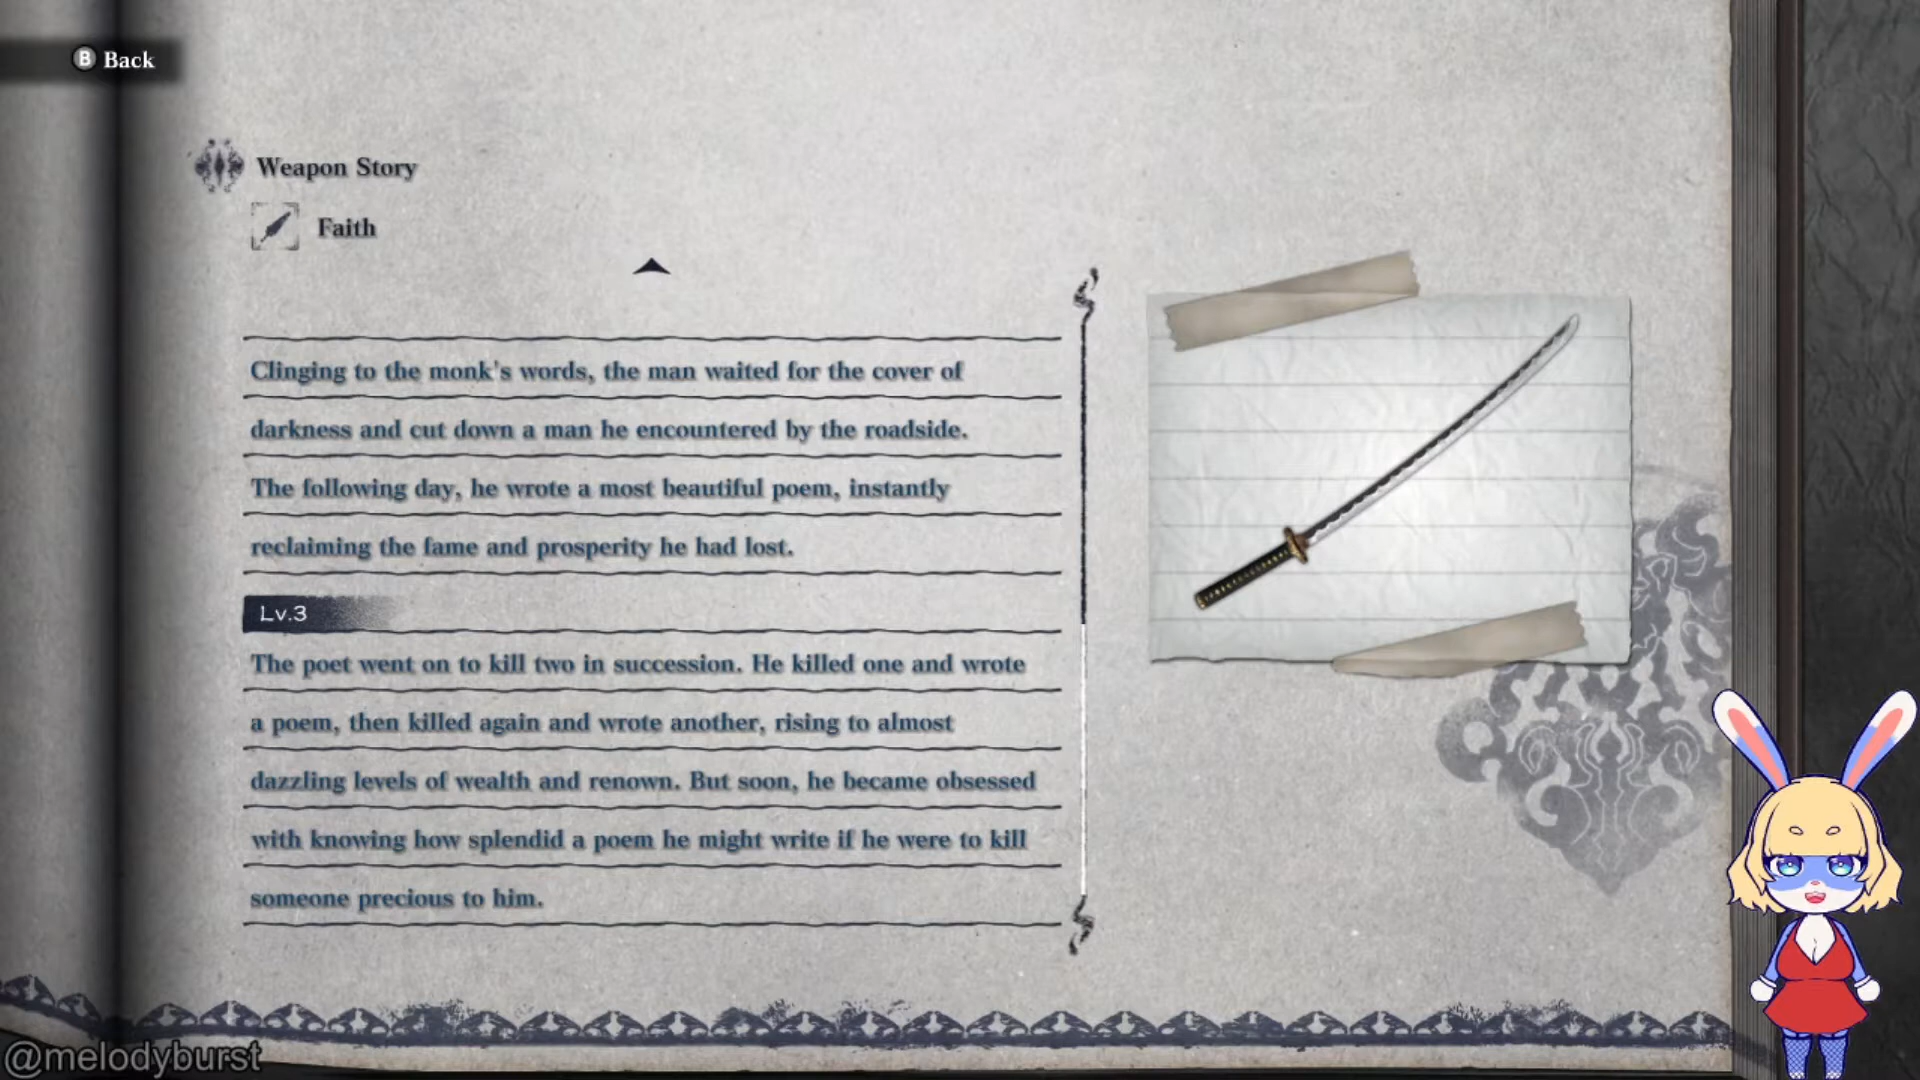 B Back
Weapon Story
Faith
Clinging to the monk's words, the man waited for the cover of
darkness and cut down a man he encountered by the roadside.
The following day, he wrote a most beautiful poem, instantly
reclaiming the fame and prosperity he had lost.
Lv.3
The poet went on to kill two in succession. He killed one and wrote
a poem, then killed again and wrote another, rising to almost
dazzling levels of wealth and renown. But soon, he became obsessed
with knowing how splendid a poem he might write if he were to kill
someone precious to him.
@melodyburst